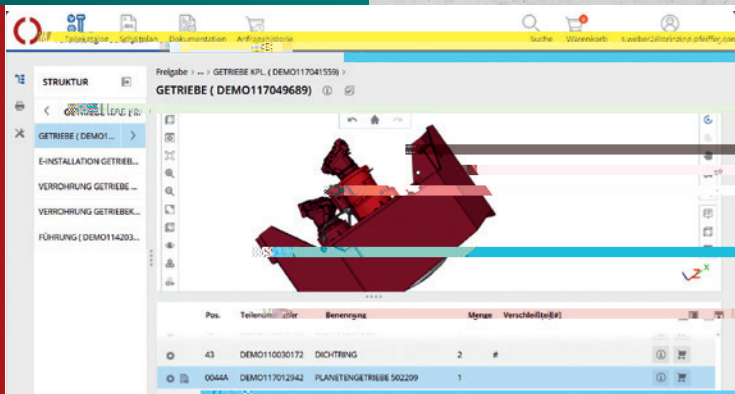 Schaltplan Dokumentation Anfragehistorie
Suche Warenkorb
STRUKTUR
Freigabe > ... > GETRIEBE KPL. ( DEMO117041559) >
GETRIEBE ( DEMO117049689)
GETRIEBE ( DEMO1...
E-INSTALLATION GETRIEB...
VERROHRUNG GETRIEBE ...
VERROHRUNG GETRIEBEK...
FÜHRUNG ( DEMO114203...
Z X
Pos. Benennung Menge Verschleißteil(#)
43 DEMO110030172 DICHTRING 2 #
0044A DEMO117012942 PLANETENGETRIEBE 502209 1